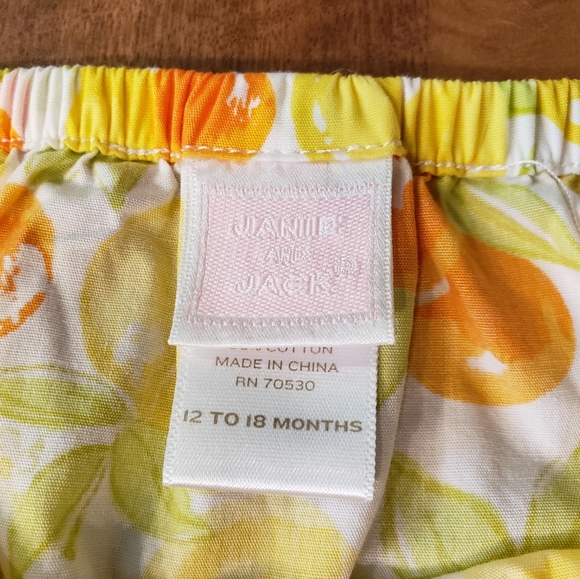 JANIE
AND
JACK®
COTTON
MADE IN CHINA
RN 70530
12 TO 18 MONTHS